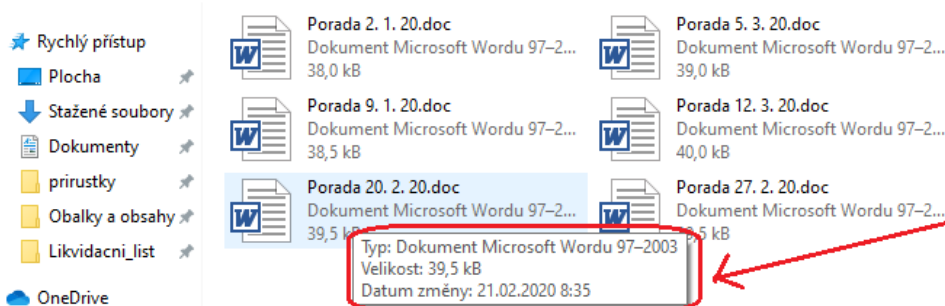 Rychlý přístup
Plocha
Stažené soubory
Dokumenty
prirustky
Obalky a obsahy
Likvidacni_list
OneDrive
Porada 2. 1. 20.doc
Dokument Microsoft Wordu 97–2...
38,0 kB
Porada 5. 3. 20.doc
Dokument Microsoft Wordu 97–2...
39,0 kB
Porada 9. 1. 20.doc
Dokument Microsoft Wordu 97–2...
38,5 kB
Porada 12. 3. 20.doc
Dokument Microsoft Wordu 97–2...
40,0 kB
Porada 20. 2. 20.doc
Dokument Microsoft Wordu 97–2...
39,5
Porada 27. 2. 20.doc
Dokument Microsoft Wordu 97–2...
,5 kB
Typ: Dokument Microsoft Wordu 97–2003
Velikost: 39,5 kB
Datum změny: 21.02.2020 8:35